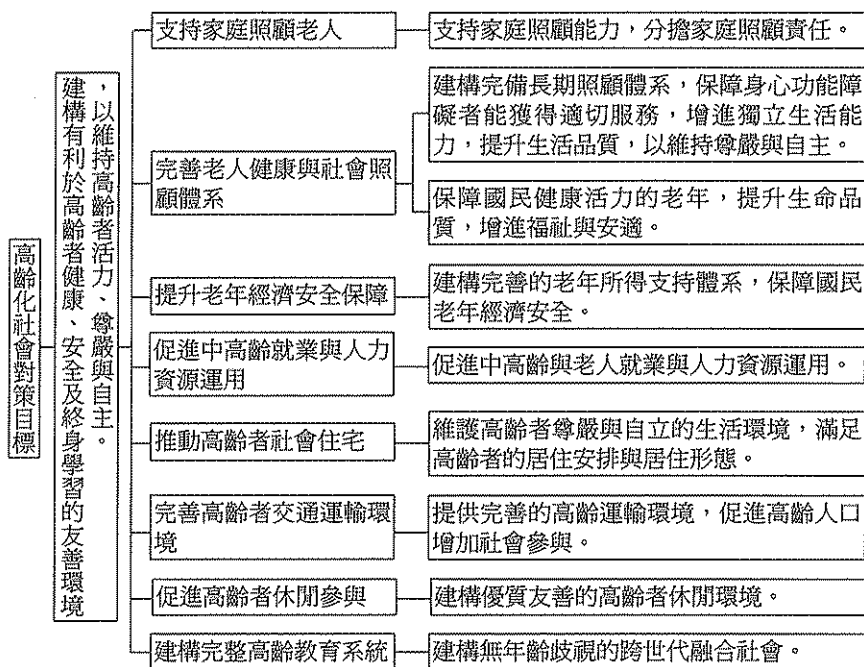 高齡化社會對策目標
建構有利於高齡者健康、安全及終身學習的友善環境
，以維持高齡者活力、尊嚴與自主。
支持家庭照顧老人
支持家庭照顧能力，分擔家庭照顧責任。
完善老人健康與社會照
顧體系
建構完備長期照顧體系，保障身心功能障
礙者能獲得適切服務，增進獨立生活能
力，提升生活品質，以維持尊嚴與自主。
保障國民健康活力的老年，提升生命品
質，增進福祉與安適。
提升老年經濟安全保障
建構完善的老年所得支持體系，保障國民
老年經濟安全。
促進中高齡就業與人力
資源運用
促進中高齡與老人就業與人力資源運用。
推動高齡者社會住宅
維護高齡者尊嚴與自立的生活環境，滿足
高齡者的居住安排與居住形態。
完善高齡者交通運輸環
境
提供完善的高齡運輸環境，促進高齡人口
增加社會參與。
促進高齡者休閒參與
建構優質友善的高齡者休閒環境。
建構完整高齡教育系統
建構無年齡歧視的跨世代融合社會。